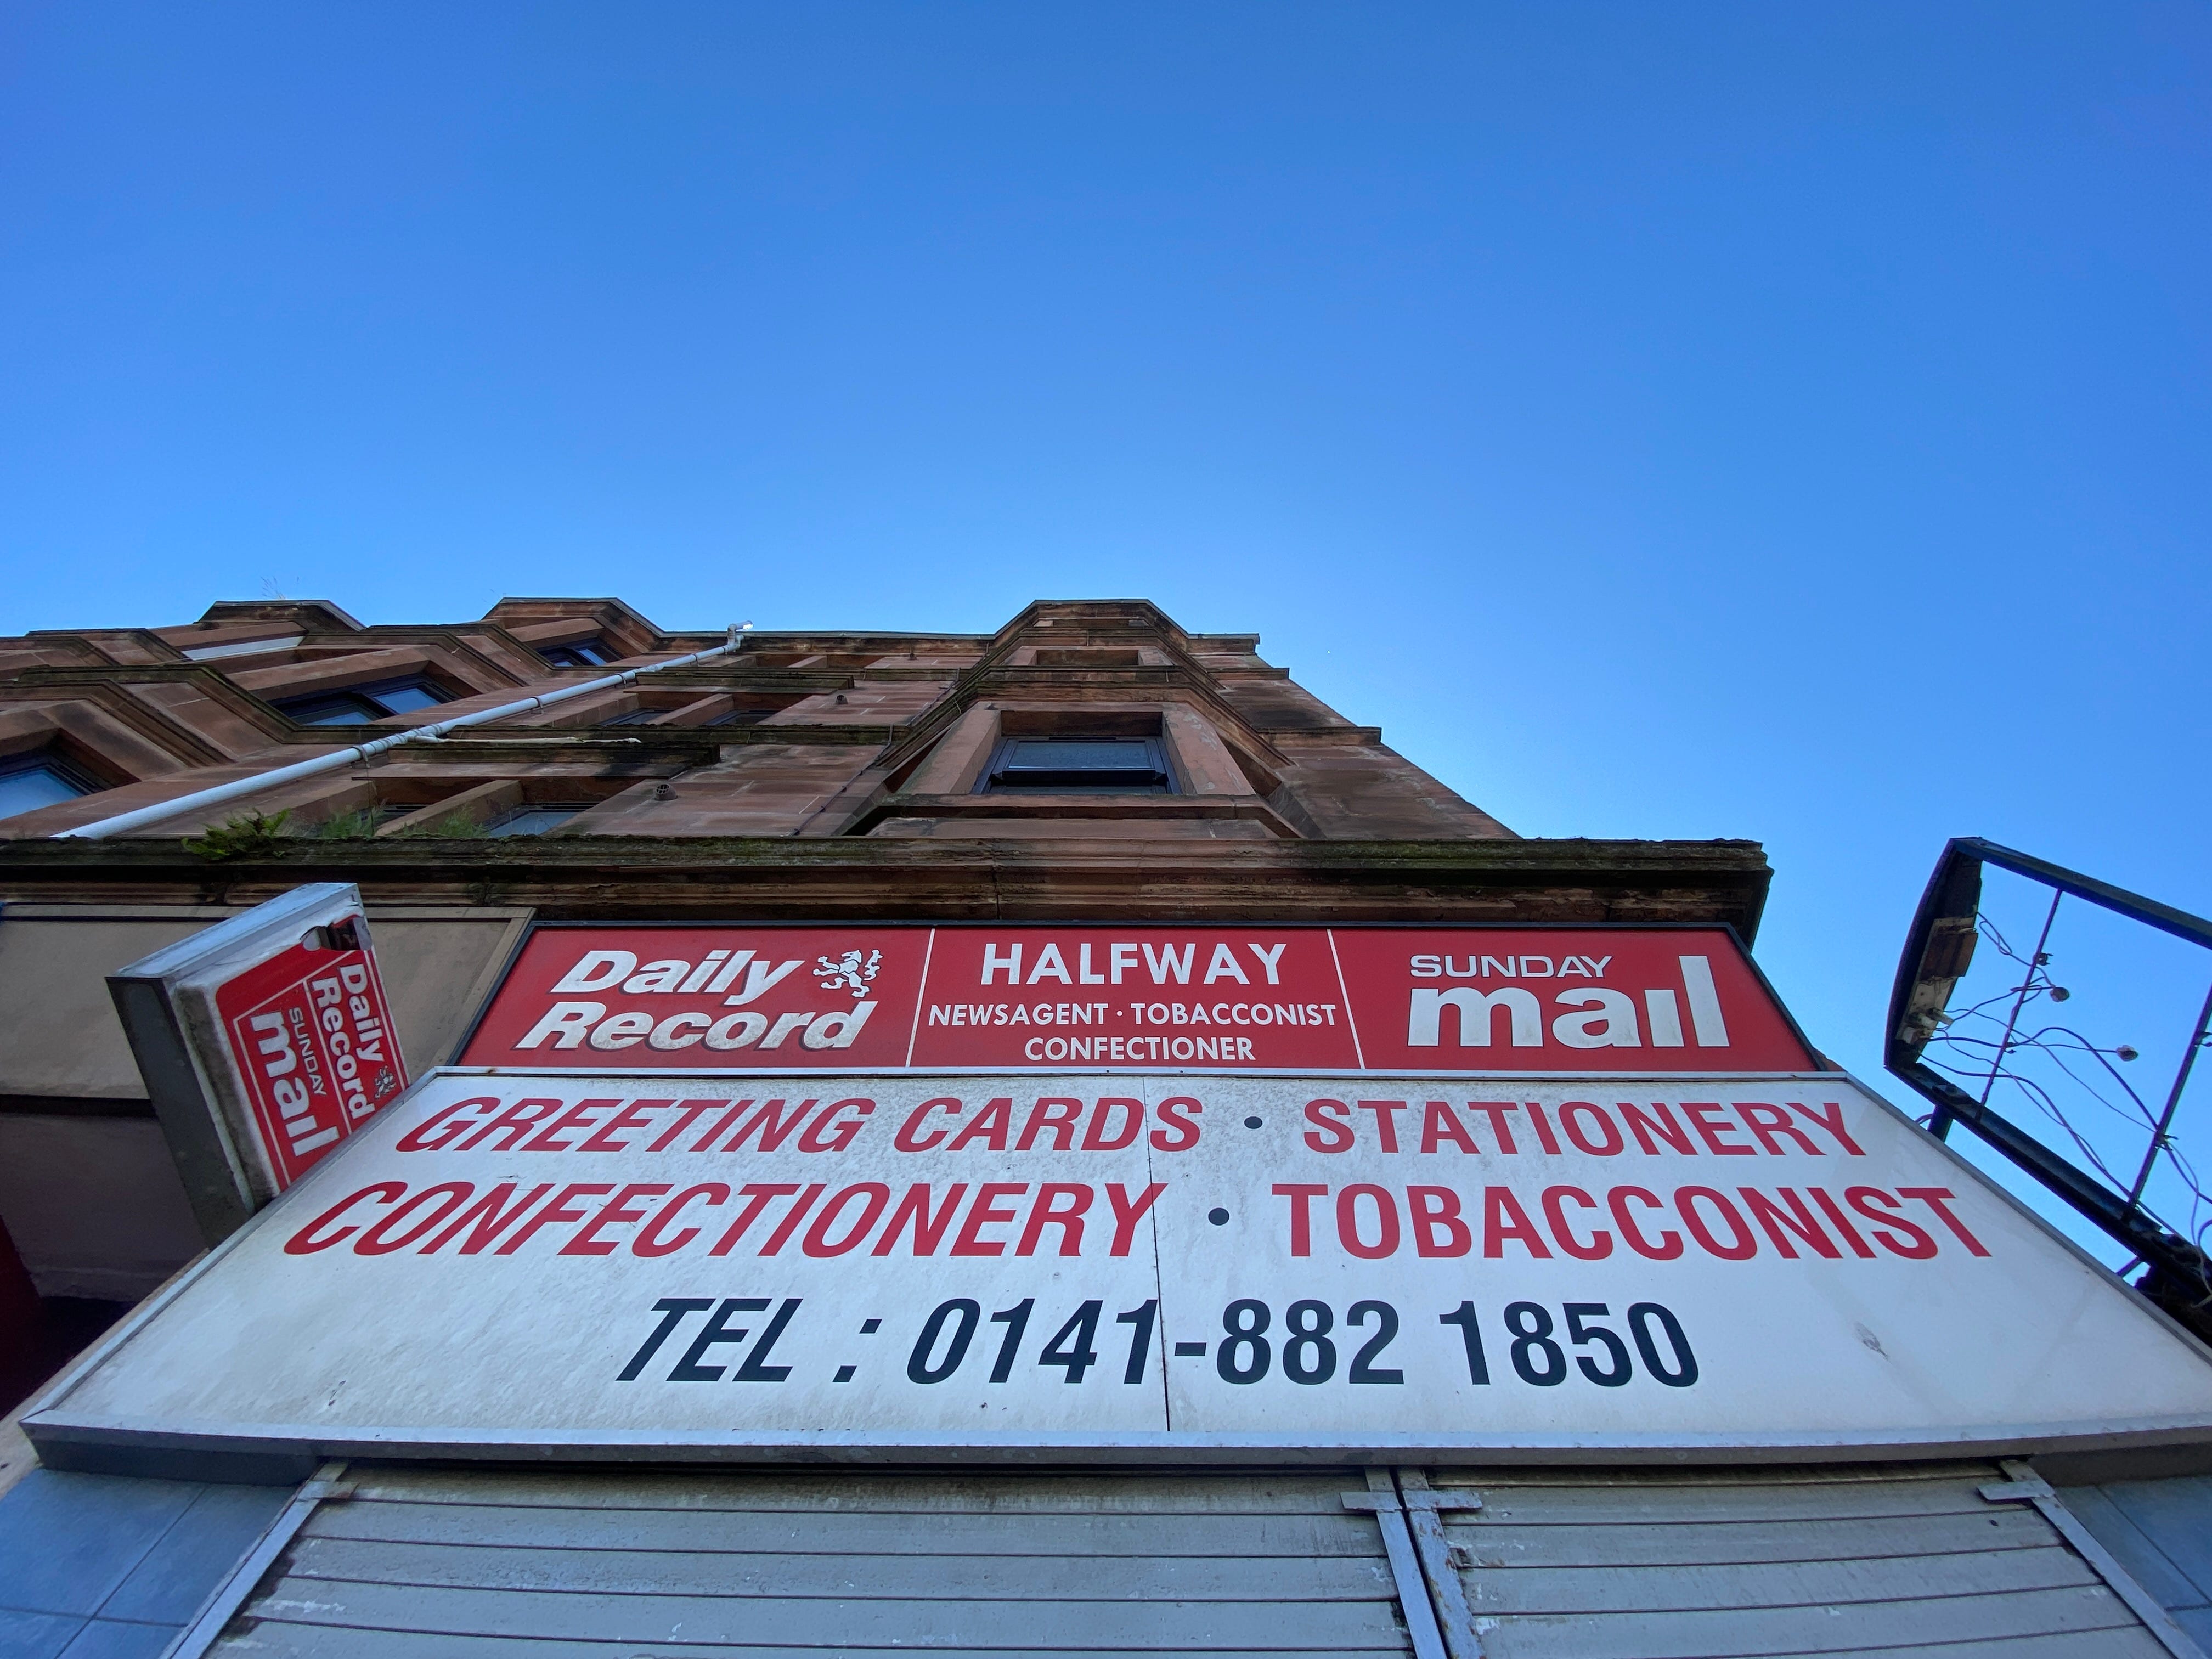 Daily
Record
HALFWAY
NEWSAGENT · TOBACCONIST
CONFECTIONER
SUNDAY
mail
Daily
Record
SUNDAY
mail
GREETING CARDS • STATIONERY
CONFECTIONERY • TOBACCONIST
TEL : 0141-882 1850